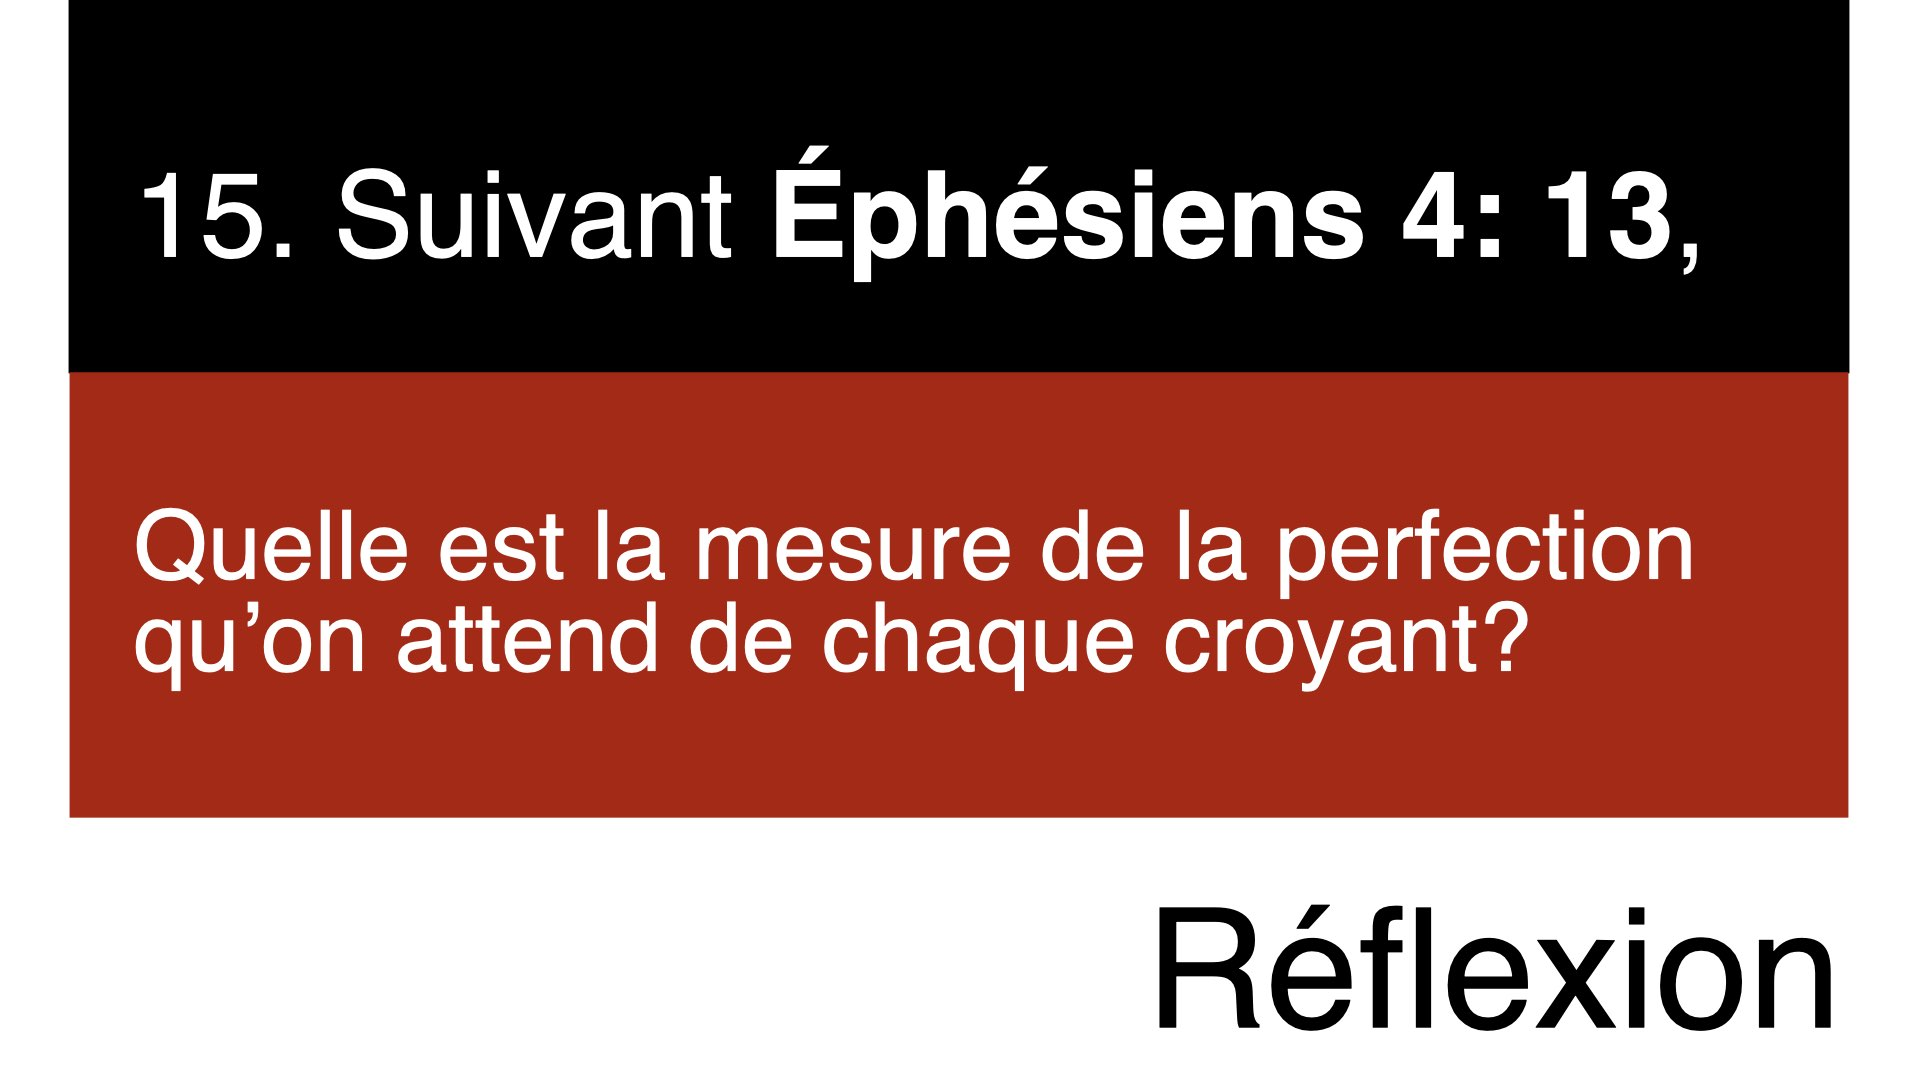 15. Suivant Éphésiens 4: 13,
Quelle est la mesure de la perfection
qu’on attend de chaque croyant?
Réflexion